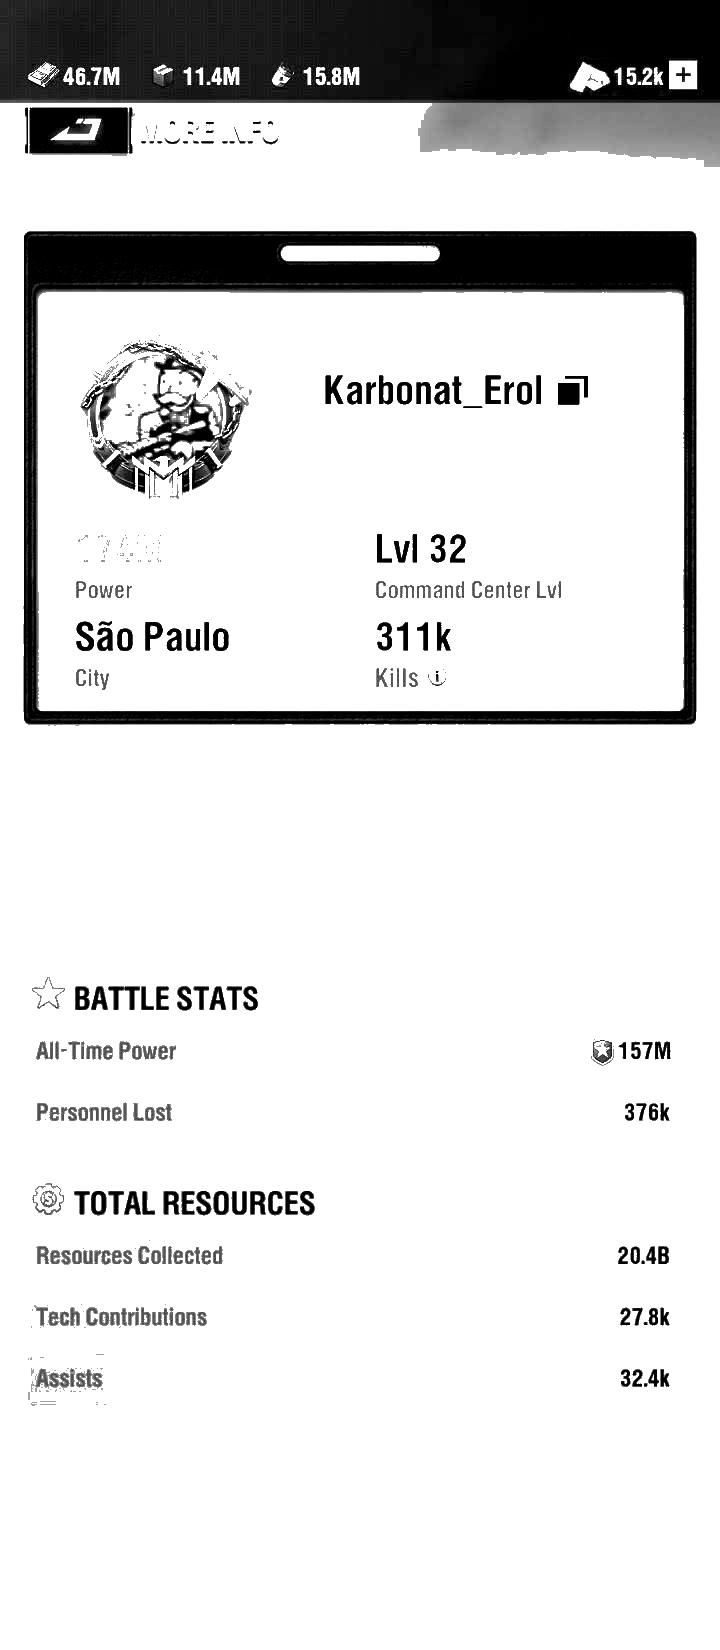 46.7M 11.4M 15.8M 15.2k +
MORE INFO
Karbonat_Erol
174M Lvl 32
Power Command Center Lvl
São Paulo 311k
City Kills
BATTLE STATS
All-Time Power 157M
Personnel Lost 376k
TOTAL RESOURCES
Resources Collected 20.4B
Tech Contributions 27.8k
Assists 32.4k